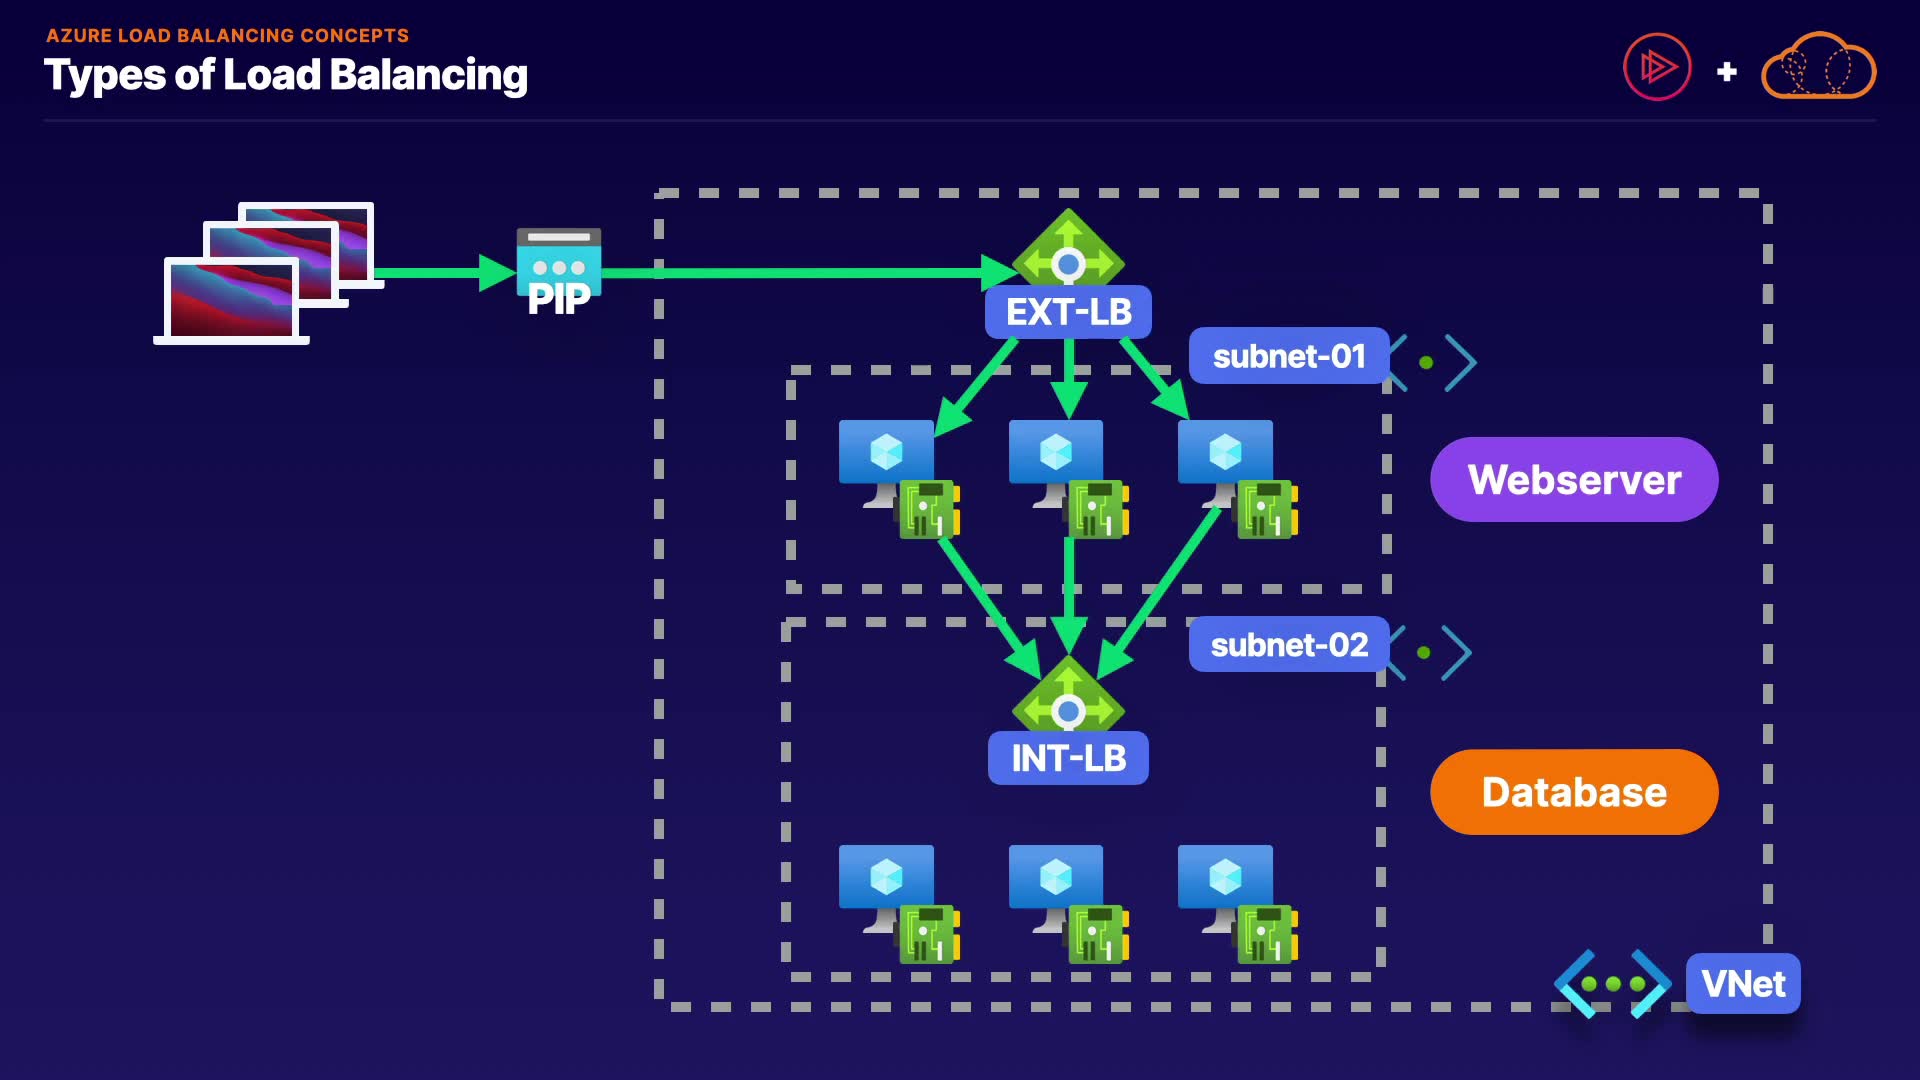 AZURE LOAD BALANCING CONCEPTS
Types of Load Balancing
PIP
EXT-LB
subnet-01
Webserver
subnet-02
INT-LB
Database
VNet